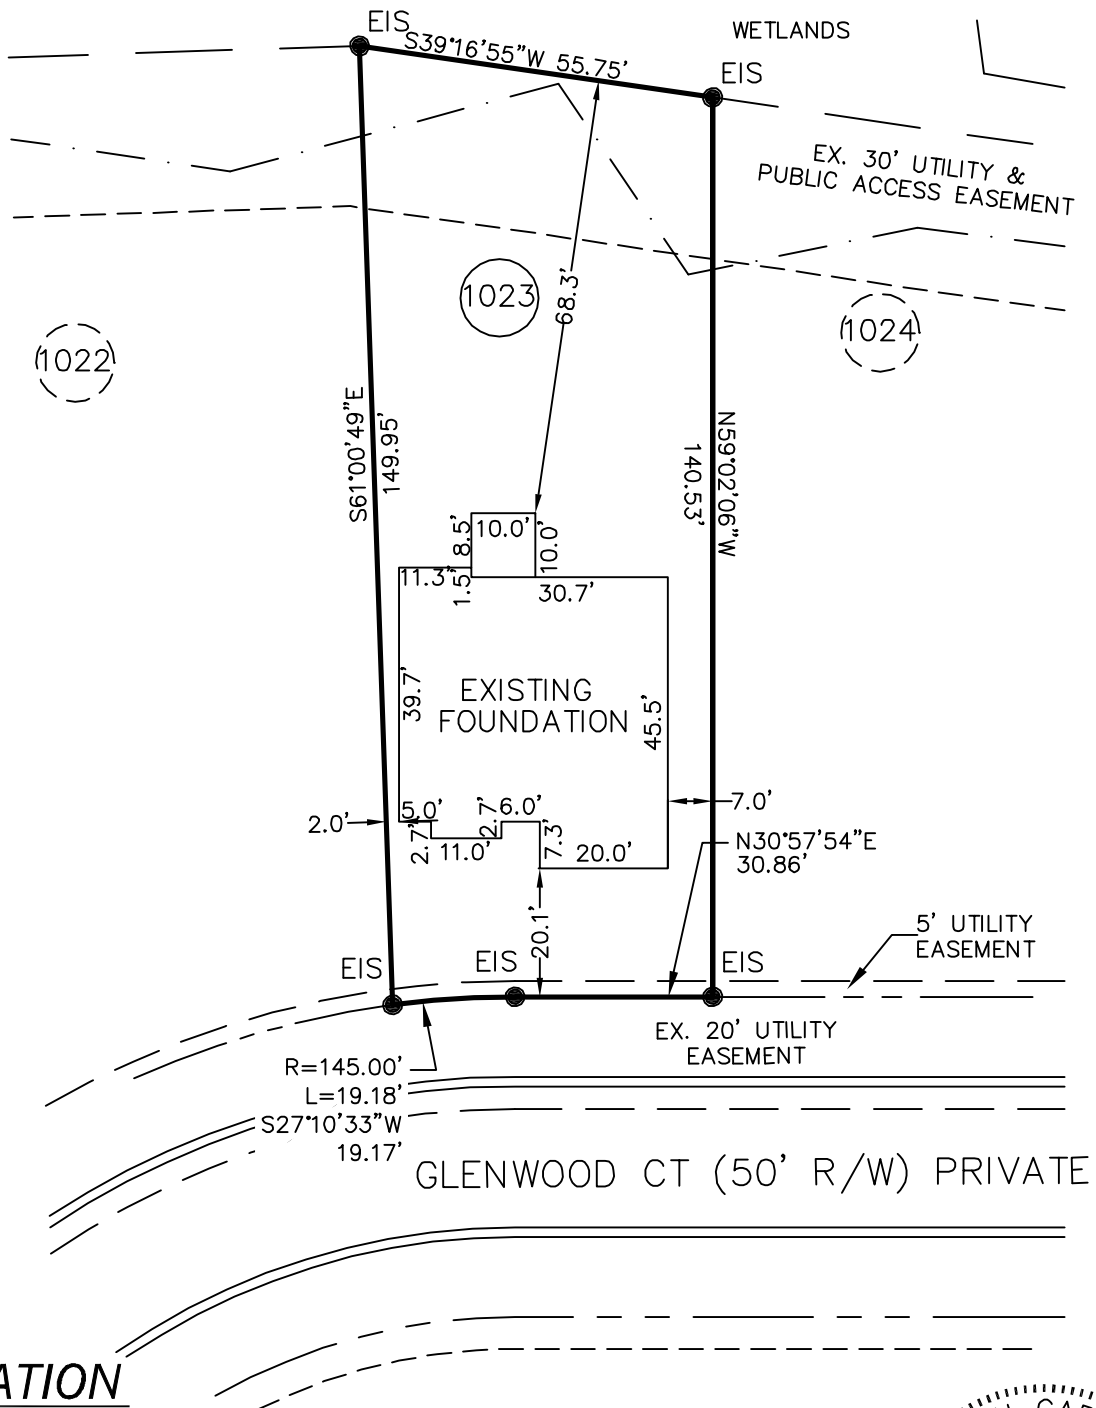 EIS
WETLANDS
S39°16'55"W 55.75'
EIS
EX. 30' UTILITY &
PUBLIC ACCESS EASEMENT
1023
68.3'
1024
1022
S61°00'49"E
149.95'
N59°02'06"W
140.53'
8.5'
10.0'
10.0'
11.3'
1.5'
30.7'
39.7'
EXISTING
FOUNDATION
45.5'
7.0'
5.0'
2.7'
6.0'
2.0'
2.7'
11.0'
7.3'
20.0'
N30°57'54"E
30.86'
20.1'
5' UTILITY
EASEMENT
EIS
EIS
EIS
EX. 20' UTILITY
EASEMENT
R=145.00'
L=19.18'
S27°10'33"W
19.17'
GLENWOOD CT (50' R/W) PRIVATE
ATION